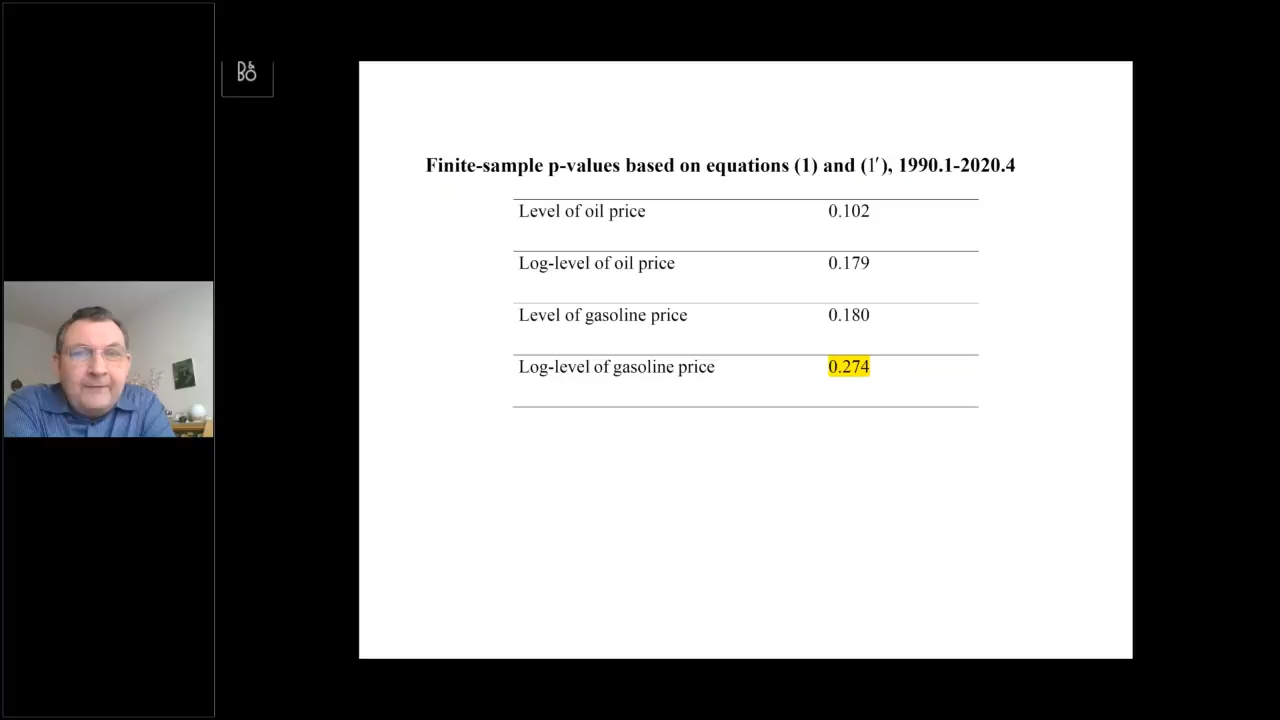 D&
BO
Finite-sample p-values based on equations (1) and (1′), 1990.1-2020.4
Level of oil price 0.102
Log-level of oil price 0.179
Level of gasoline price 0.180
Log-level of gasoline price 0.274